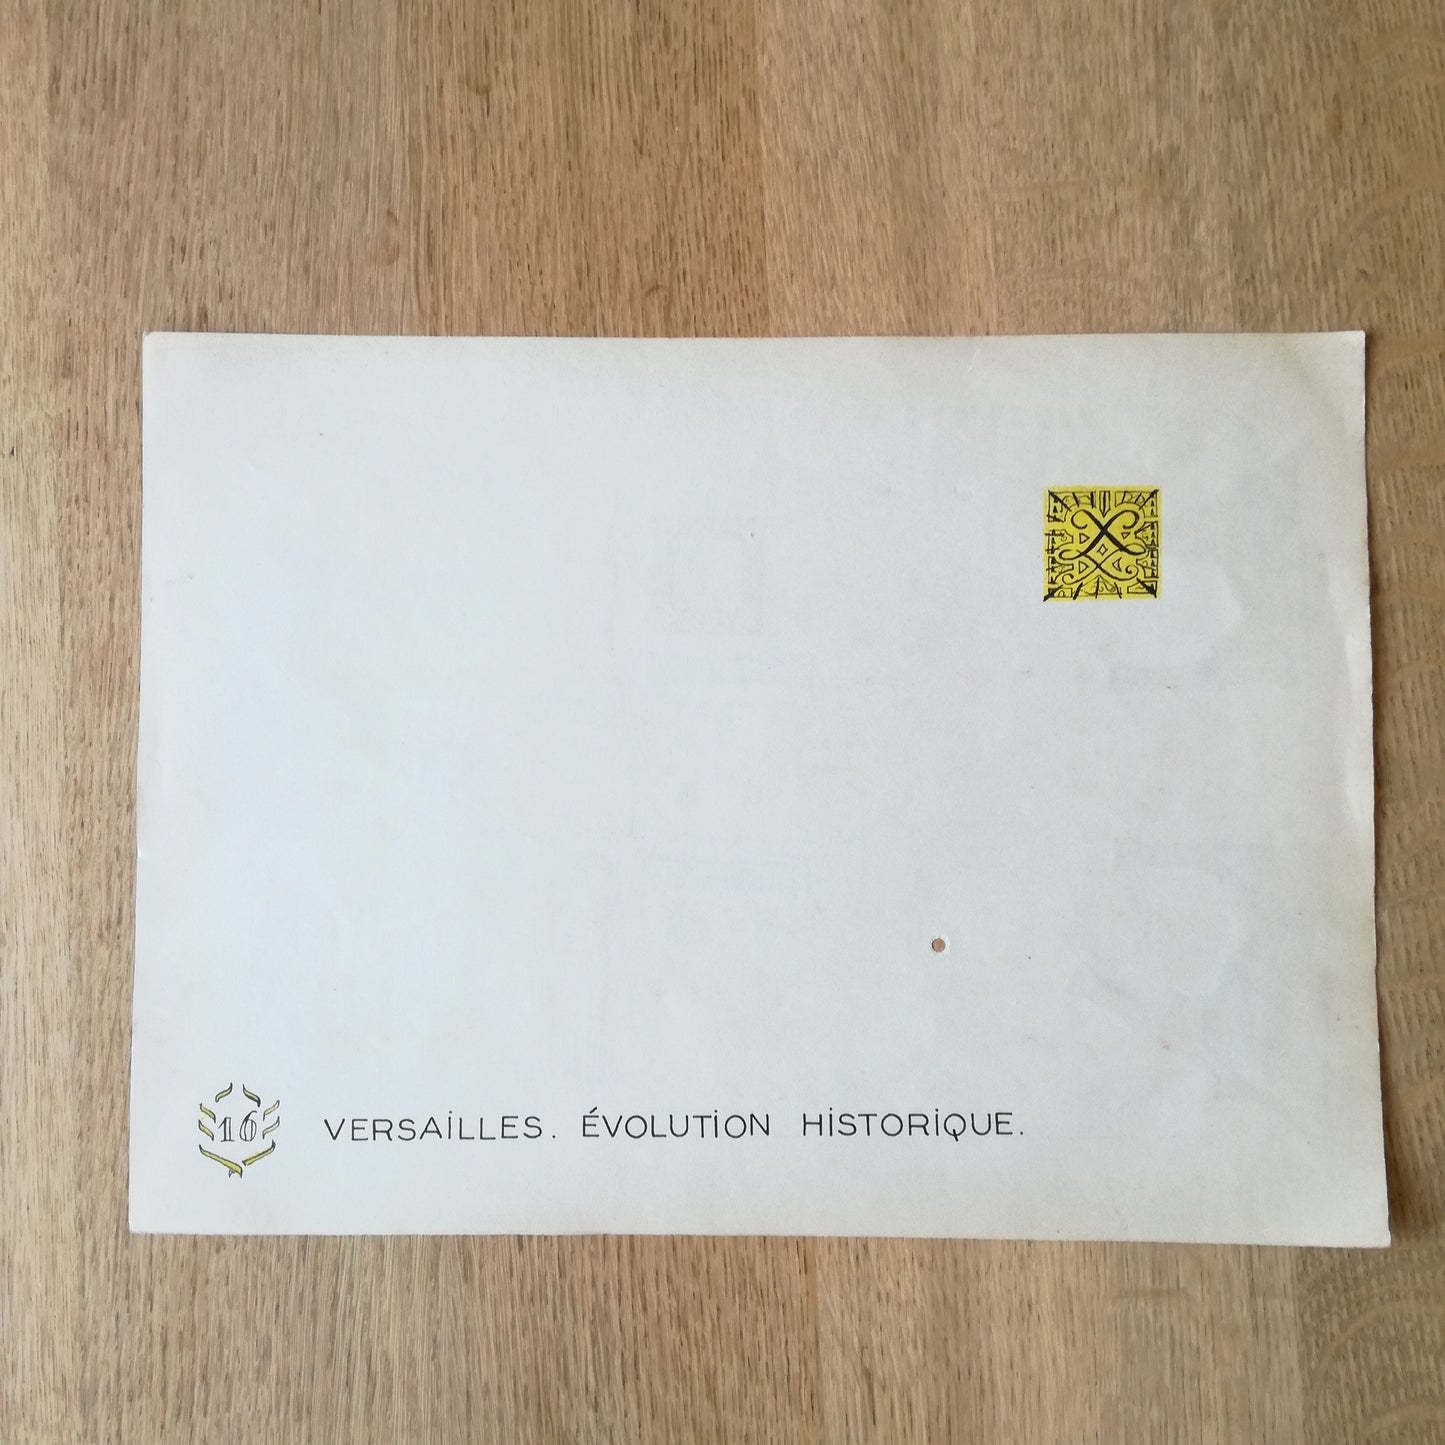 16
VERSAiLLES. ÉVOLUTiON HiSTORiQUE.